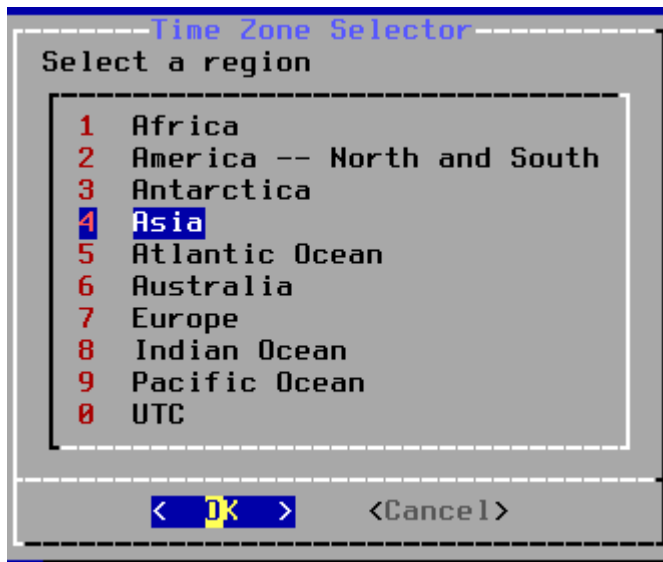 Time Zone Selector
Select a region
1 Africa
2 America -- North and South
3 Antarctica
4 Asia
5 Atlantic Ocean
6 Australia
7 Europe
8 Indian Ocean
9 Pacific Ocean
0 UTC
< OK > <Cancel>